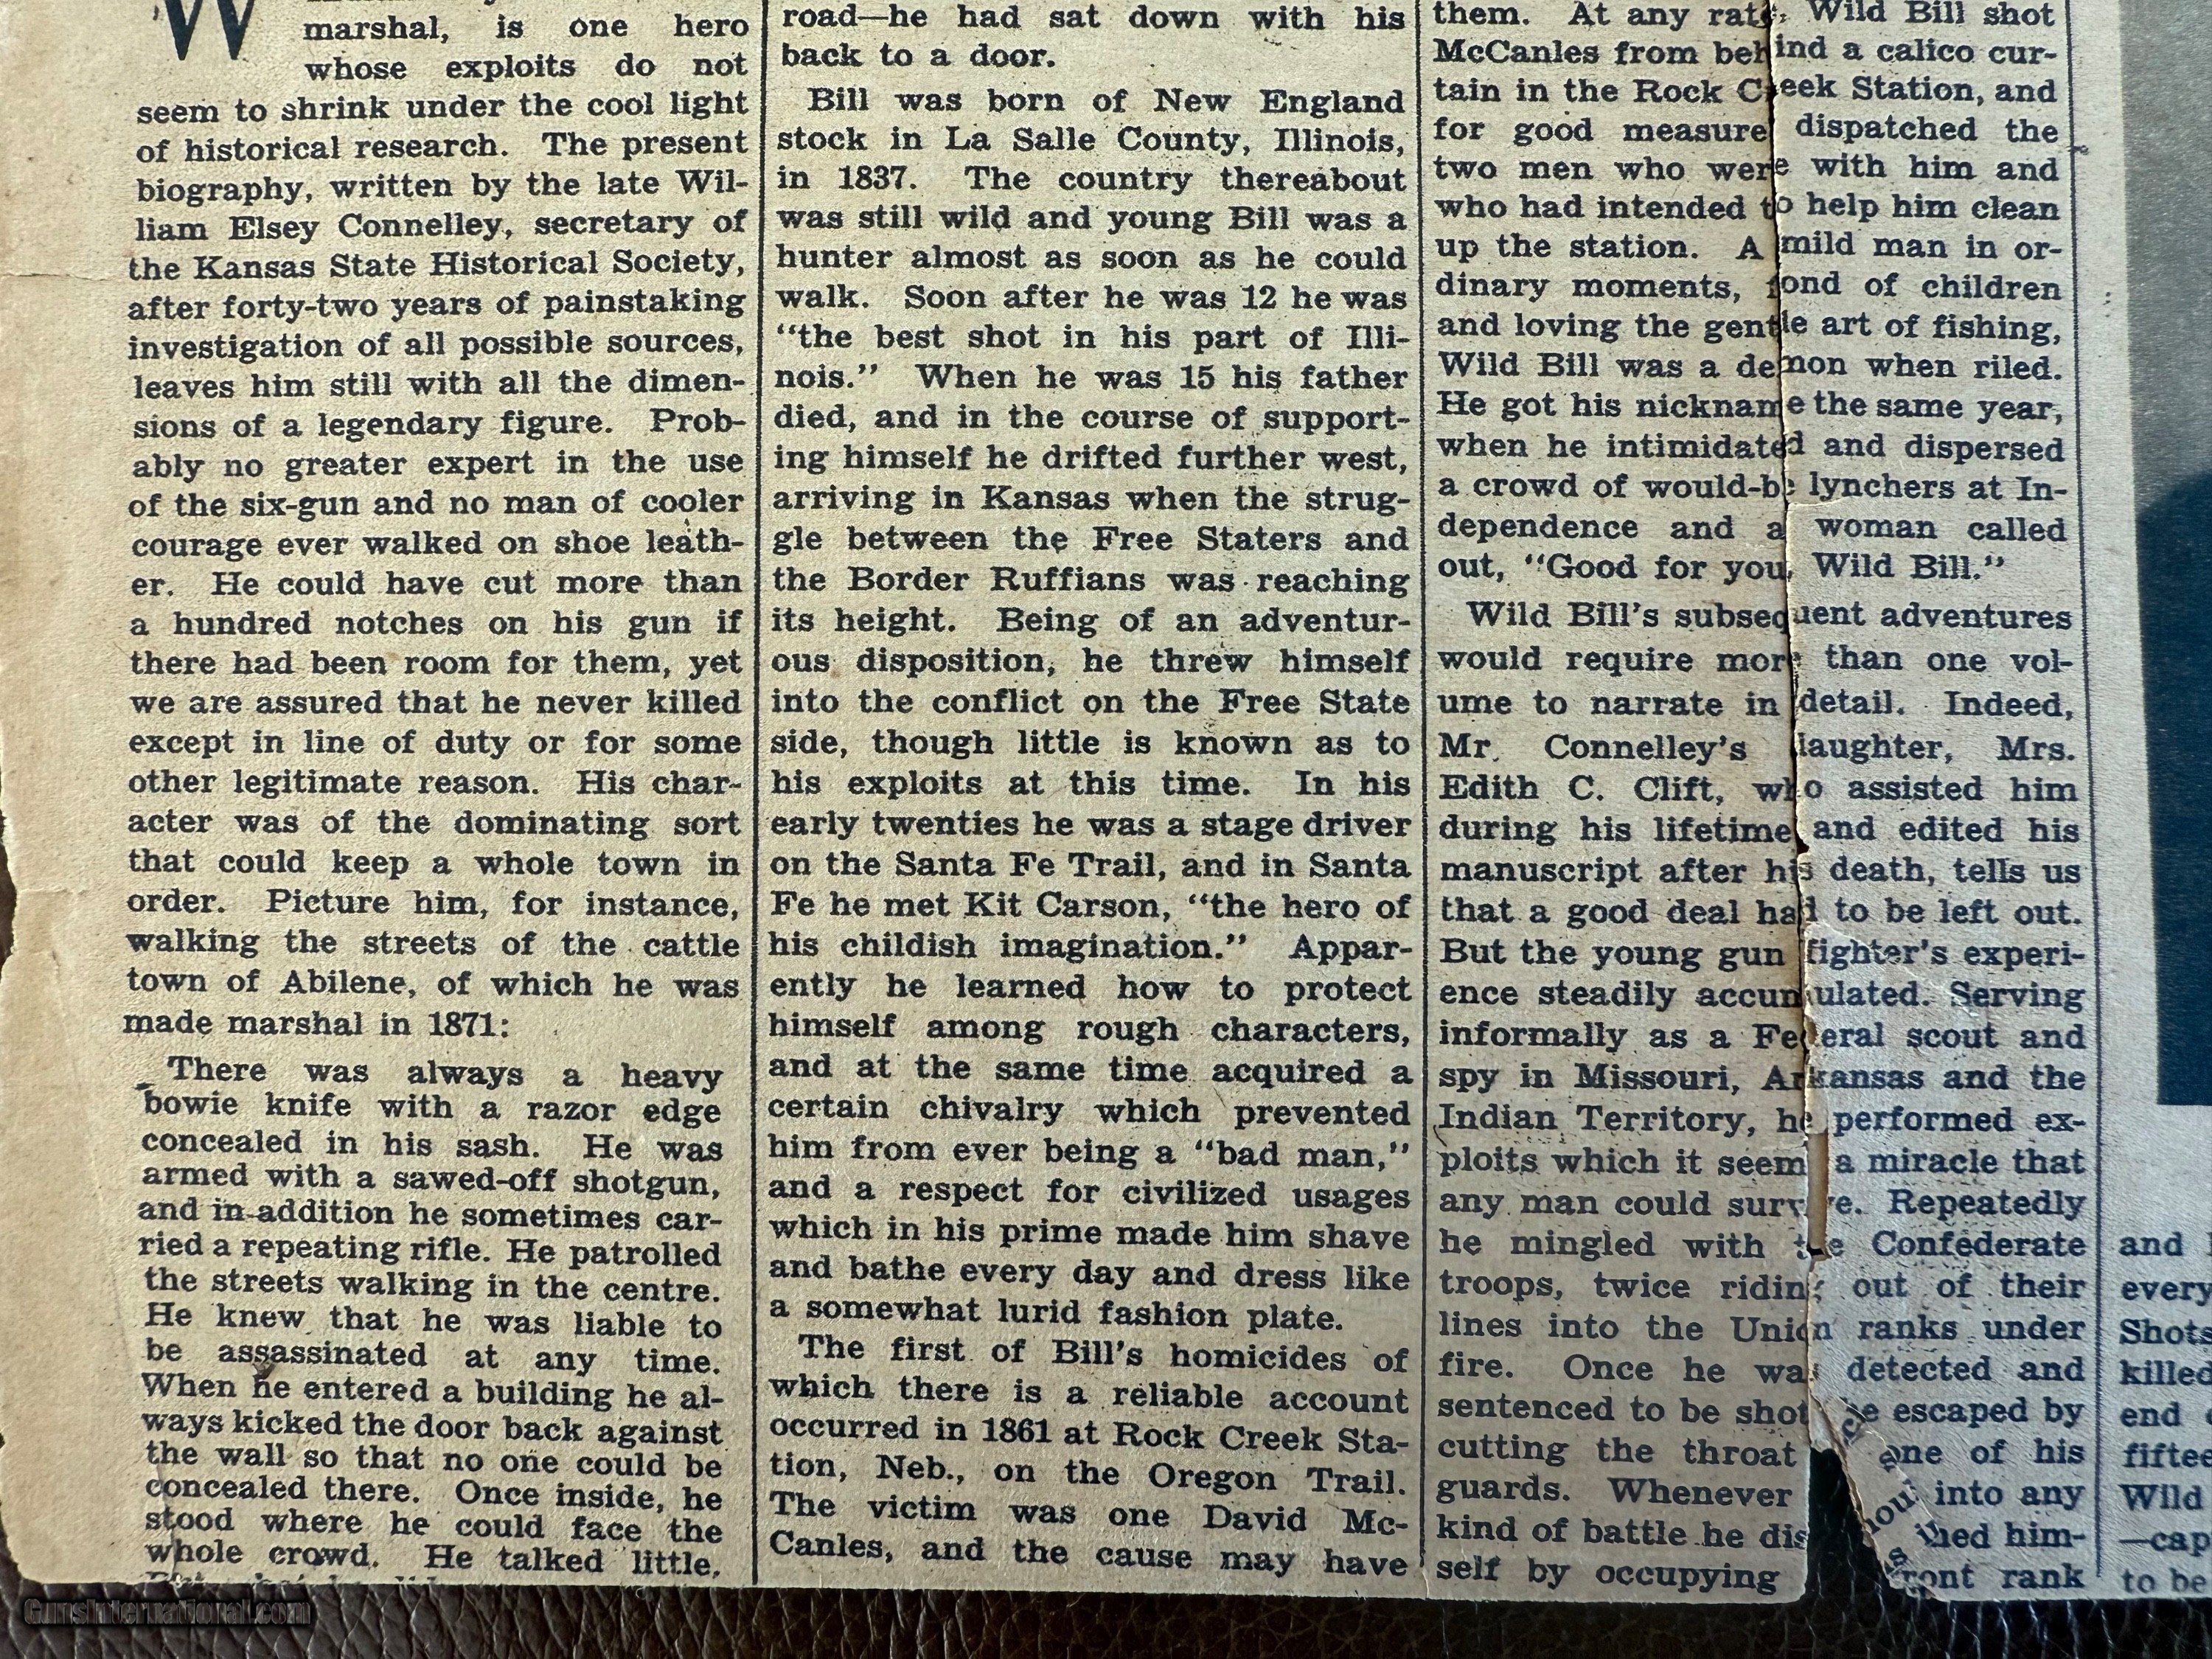 W
marshal, is one hero
whose exploits do not
seem to shrink under the cool light
of historical research. The present
biography, written by the late Wil-
liam Elsey Connelley, secretary of
the Kansas State Historical Society,
after forty-two years of painstaking
investigation of all possible sources,
leaves him still with all the dimen-
sions of a legendary figure. Prob-
ably no greater expert in the use
of the six-gun and no man of cooler
courage ever walked on shoe leath-
er. He could have cut more than
a hundred notches on his gun if
there had been room for them, yet
we are assured that he never killed
except in line of duty or for some
other legitimate reason. His char-
acter was of the dominating sort
that could keep a whole town in
order. Picture him, for instance,
walking the streets of the cattle
town of Abilene, of which he was
made marshal in 1871:
There was always a heavy
bowie knife with a razor edge
concealed in his sash. He was
armed with a sawed-off shotgun,
and in addition he sometimes car-
ried a repeating rifle. He patrolled
the streets walking in the centre.
He knew that he was liable to
be assassinated at any time.
When he entered a building he al-
ways kicked the door back against
the wall so that no one could be
concealed there. Once inside, he
stood where he could face the
whole crowd. He talked little.
road—he had sat down with his
back to a door.
Bill was born of New England
stock in La Salle County, Illinois,
in 1837. The country thereabout
was still wild and young Bill was a
hunter almost as soon as he could
walk. Soon after he was 12 he was
"the best shot in his part of Illi-
nois." When he was 15 his father
died, and in the course of support-
ing himself he drifted further west,
arriving in Kansas when the strug-
gle between the Free Staters and
the Border Ruffians was reaching
its height. Being of an adventur-
ous disposition, he threw himself
into the conflict on the Free State
side, though little is known as to
his exploits at this time. In his
early twenties he was a stage driver
on the Santa Fe Trail, and in Santa
Fe he met Kit Carson, "the hero of
his childish imagination." Appar-
ently he learned how to protect
himself among rough characters,
and at the same time acquired a
certain chivalry which prevented
him from ever being a "bad man,"
and a respect for civilized usages
which in his prime made him shave
and bathe every day and dress like
a somewhat lurid fashion plate.
The first of Bill's homicides of
which there is a reliable account
occurred in 1861 at Rock Creek Sta-
tion, Neb., on the Oregon Trail.
The victim was one David Mc-
Canles, and the cause may have
them. At any rate, Wild Bill shot
McCanles from behind a calico cur-
tain in the Rock Creek Station, and
for good measure dispatched the
two men who were with him and
who had intended to help him clean
up the station. A mild man in or-
dinary moments, fond of children
and loving the gentle art of fishing,
Wild Bill was a demon when riled.
He got his nickname the same year,
when he intimidated and dispersed
a crowd of would-be lynchers at In-
dependence and a woman called
out, "Good for you, Wild Bill."
Wild Bill's subsequent adventures
would require more than one vol-
ume to narrate in detail. Indeed,
Mr. Connelley's daughter, Mrs.
Edith C. Clift, who assisted him
during his lifetime and edited his
manuscript after his death, tells us
that a good deal had to be left out.
But the young gun fighter's experi-
ence steadily accumulated. Serving
informally as a Federal scout and
spy in Missouri, Arkansas and the
Indian Territory, he performed ex-
ploits which it seems a miracle that
any man could survive. Repeatedly
he mingled with the Confederate
troops, twice riding out of their
lines into the Union ranks under
fire. Once he was detected and
sentenced to be shot. He escaped by
cutting the throat one of his
guards. Whenever into any
kind of battle he dis him-
self by occupying front rank
and
every
Shots
killed
end
fiftee
Wild
—cap
to be
GunsInternational.com